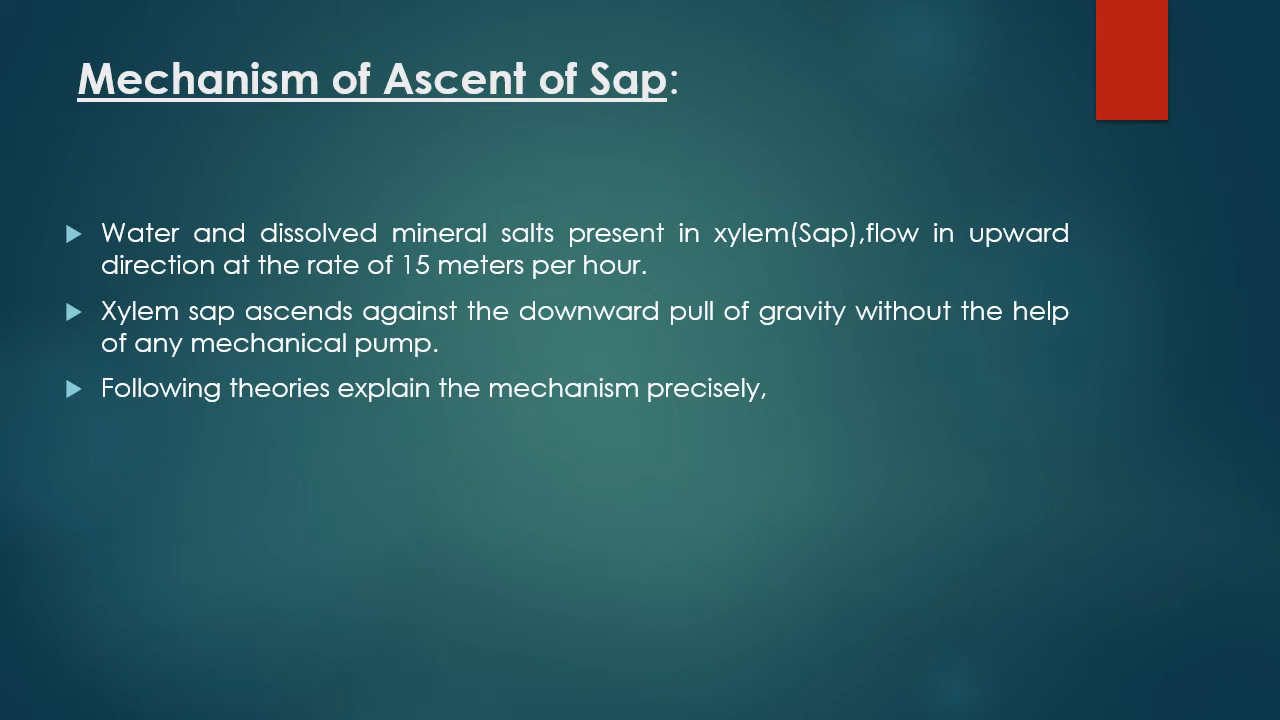 Mechanism of Ascent of Sap:
Water and dissolved mineral salts present in xylem(Sap),flow in upward
direction at the rate of 15 meters per hour.
Xylem sap ascends against the downward pull of gravity without the help
of any mechanical pump.
Following theories explain the mechanism precisely,